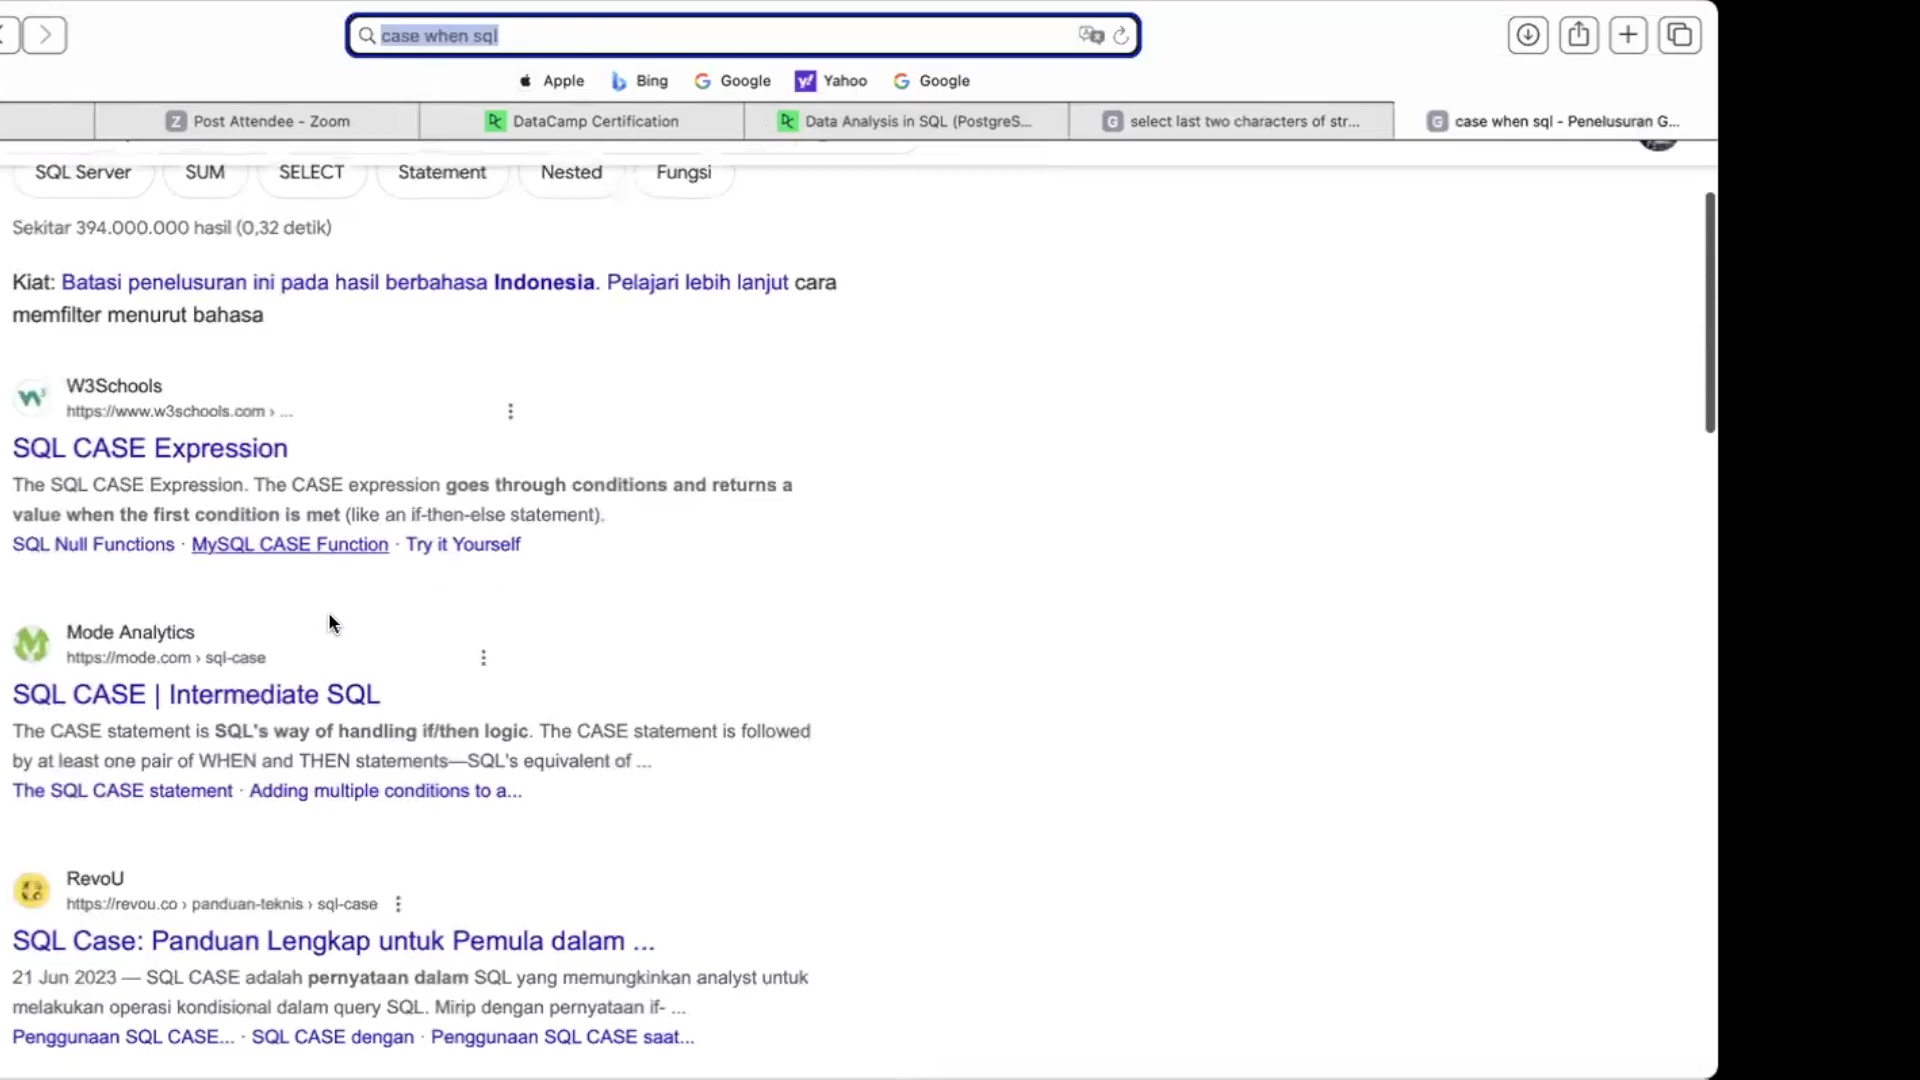 case when sql
Apple Bing Google Yahoo Google
Post Attendee - Zoom DataCamp Certification Data Analysis in SQL (PostgreS... select last two characters of str... case when sql - Penelusuran G...
SQL Server SUM SELECT Statement Nested Fungsi
Sekitar 394.000.000 hasil (0,32 detik)
Kiat: Batasi penelusuran ini pada hasil berbahasa Indonesia. Pelajari lebih lanjut cara
memfilter menurut bahasa
W3Schools
https://www.w3schools.com › ...
SQL CASE Expression
The SQL CASE Expression. The CASE expression goes through conditions and returns a
value when the first condition is met (like an if-then-else statement).
SQL Null Functions · MySQL CASE Function · Try it Yourself
Mode Analytics
https://mode.com › sql-case
SQL CASE | Intermediate SQL
The CASE statement is SQL's way of handling if/then logic. The CASE statement is followed
by at least one pair of WHEN and THEN statements—SQL's equivalent of ...
The SQL CASE statement · Adding multiple conditions to a...
RevoU
https://revou.co › panduan-teknis › sql-case
SQL Case: Panduan Lengkap untuk Pemula dalam ...
21 Jun 2023 — SQL CASE adalah pernyataan dalam SQL yang memungkinkan analyst untuk
melakukan operasi kondisional dalam query SQL. Mirip dengan pernyataan if- ...
Penggunaan SQL CASE... · SQL CASE dengan · Penggunaan SQL CASE saat...